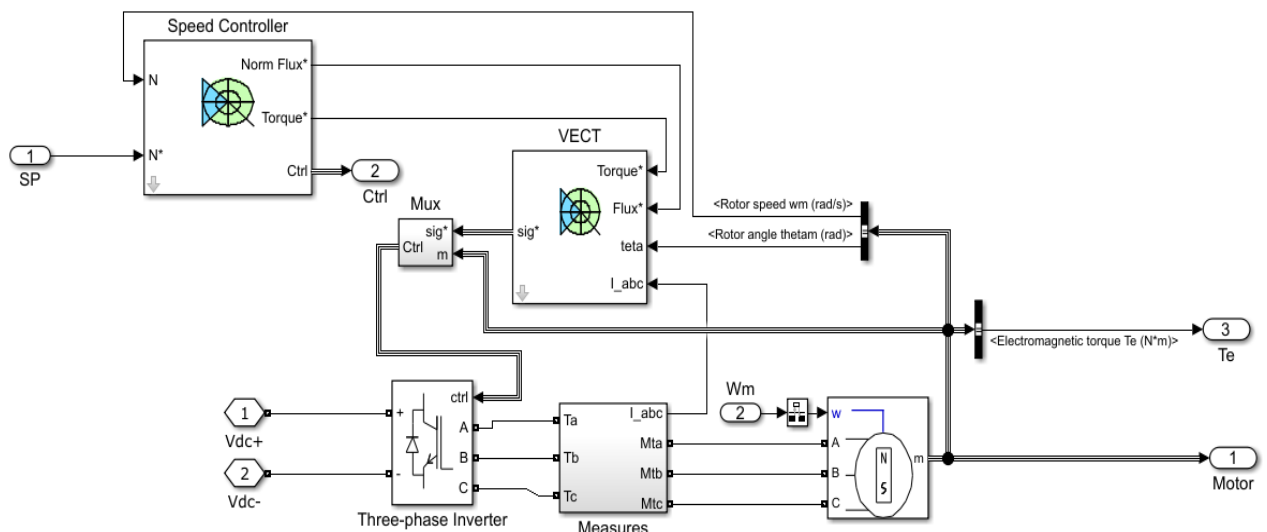 Speed Controller
N
Norm Flux*
Torque*
N*
Ctrl
1
SP
2
Ctrl
VECT
Torque*
Flux*
sig*
teta
I_abc
Mux
sig*
Ctrl
m
<Rotor speed wm (rad/s)>
<Rotor angle thetam (rad)>
<Electromagnetic torque Te (N*m)>
3
Te
1
Vdc+
2
Vdc-
ctrl
+
-
A
B
C
Three-phase Inverter
I_abc
Ta
Tb
Tc
Mta
Mtb
Mtc
Measures
Wm
2
w
A
B
C
N
S
m
1
Motor